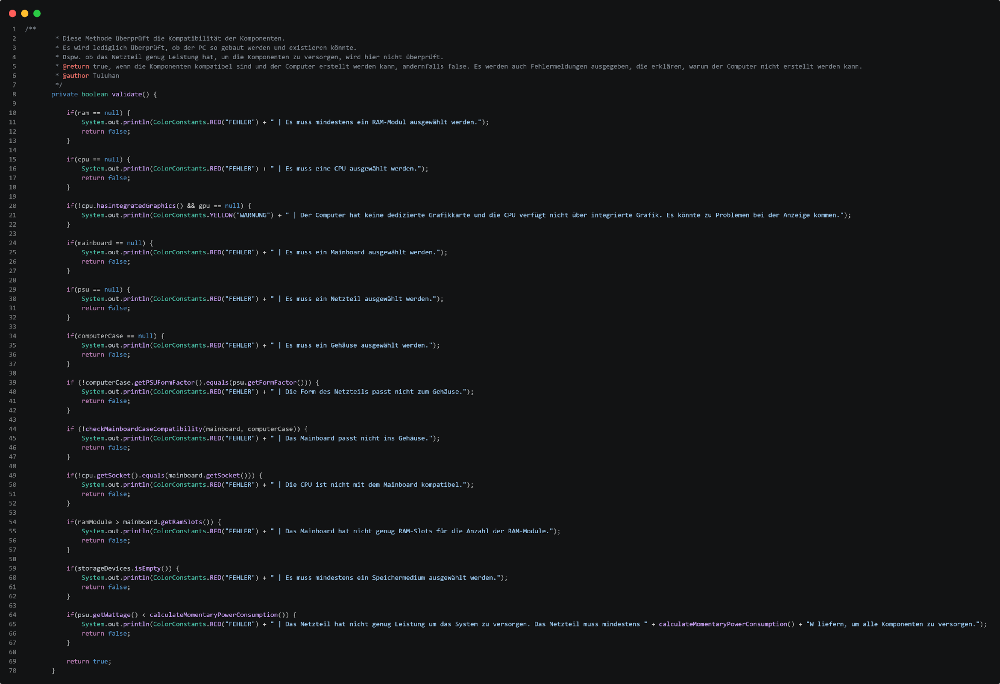 1 /**
2 * Diese Methode überprüft die Kompatibilität der Komponenten.
3 * Es wird lediglich überprüft, ob der PC so gebaut werden und existieren könnte.
4 * Bspw. ob das Netzteil genug Leistung hat, um die Komponenten zu versorgen, wird hier nicht überprüft.
5 * @return true, wenn die Komponenten kompatibel sind und der Computer erstellt werden kann, andernfalls false. Es werden auch Fehlermeldungen ausgegeben, die erklären, warum der Computer nicht erstellt werden kann.
6 * @author Tuluhan
7 */
8 private boolean validate() {
9
10 if(ram == null) {
11 System.out.println(ColorConstants.RED("FEHLER") + " | Es muss mindestens ein RAM-Modul ausgewählt werden.");
12 return false;
13 }
14
15 if(cpu == null) {
16 System.out.println(ColorConstants.RED("FEHLER") + " | Es muss eine CPU ausgewählt werden.");
17 return false;
18 }
19
20 if(!cpu.hasIntegratedGraphics() && gpu == null) {
21 System.out.println(ColorConstants.YELLOW("WARNUNG") + " | Der Computer hat keine dedizierte Grafikkarte und die CPU verfügt nicht über integrierte Grafik. Es könnte zu Problemen bei der Anzeige kommen.");
22 }
23
24 if(mainboard == null) {
25 System.out.println(ColorConstants.RED("FEHLER") + " | Es muss ein Mainboard ausgewählt werden.");
26 return false;
27 }
28
29 if(psu == null) {
30 System.out.println(ColorConstants.RED("FEHLER") + " | Es muss ein Netzteil ausgewählt werden.");
31 return false;
32 }
33
34 if(computerCase == null) {
35 System.out.println(ColorConstants.RED("FEHLER") + " | Es muss ein Gehäuse ausgewählt werden.");
36 return false;
37 }
38
39 if (!computerCase.getPSUFormFactor().equals(psu.getFormFactor())) {
40 System.out.println(ColorConstants.RED("FEHLER") + " | Die Form des Netzteils passt nicht zum Gehäuse.");
41 return false;
42 }
43
44 if (!checkMainboardCaseCompatibility(mainboard, computerCase)) {
45 System.out.println(ColorConstants.RED("FEHLER") + " | Das Mainboard passt nicht ins Gehäuse.");
46 return false;
47 }
48
49 if(!cpu.getSocket().equals(mainboard.getSocket())) {
50 System.out.println(ColorConstants.RED("FEHLER") + " | Die CPU ist nicht mit dem Mainboard kompatibel.");
51 return false;
52 }
53
54 if(ramModule > mainboard.getRamSlots()) {
55 System.out.println(ColorConstants.RED("FEHLER") + " | Das Mainboard hat nicht genug RAM-Slots für die Anzahl der RAM-Module.");
56 return false;
57 }
58
59 if(storageDevices.isEmpty()) {
60 System.out.println(ColorConstants.RED("FEHLER") + " | Es muss mindestens ein Speichermedium ausgewählt werden.");
61 return false;
62 }
63
64 if(psu.getWattage() < calculateMomentaryPowerConsumption()) {
65 System.out.println(ColorConstants.RED("FEHLER") + " | Das Netzteil hat nicht genug Leistung um das System zu versorgen. Das Netzteil muss mindestens " + calculateMomentaryPowerConsumption() + "W liefern, um alle Komponenten zu versorgen.");
66 return false;
67 }
68
69 return true;
70 }